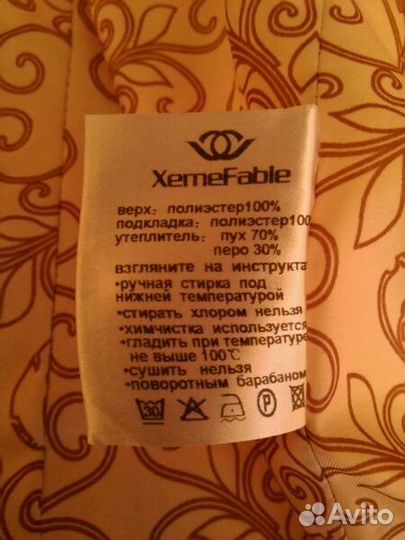 XemeFable
верх: полиэстер100%
подкладка: полиэстер100
утеплитель: пух 70%
перо 30%
взгляните на инструкта
•ручная стирка под
нижней температурой
•стирать хлором нельзя
•химчистка используется
•гладить при температуре
не выше 100℃
•сушить нельзя
•поворотным барабаном
30
P
Avito